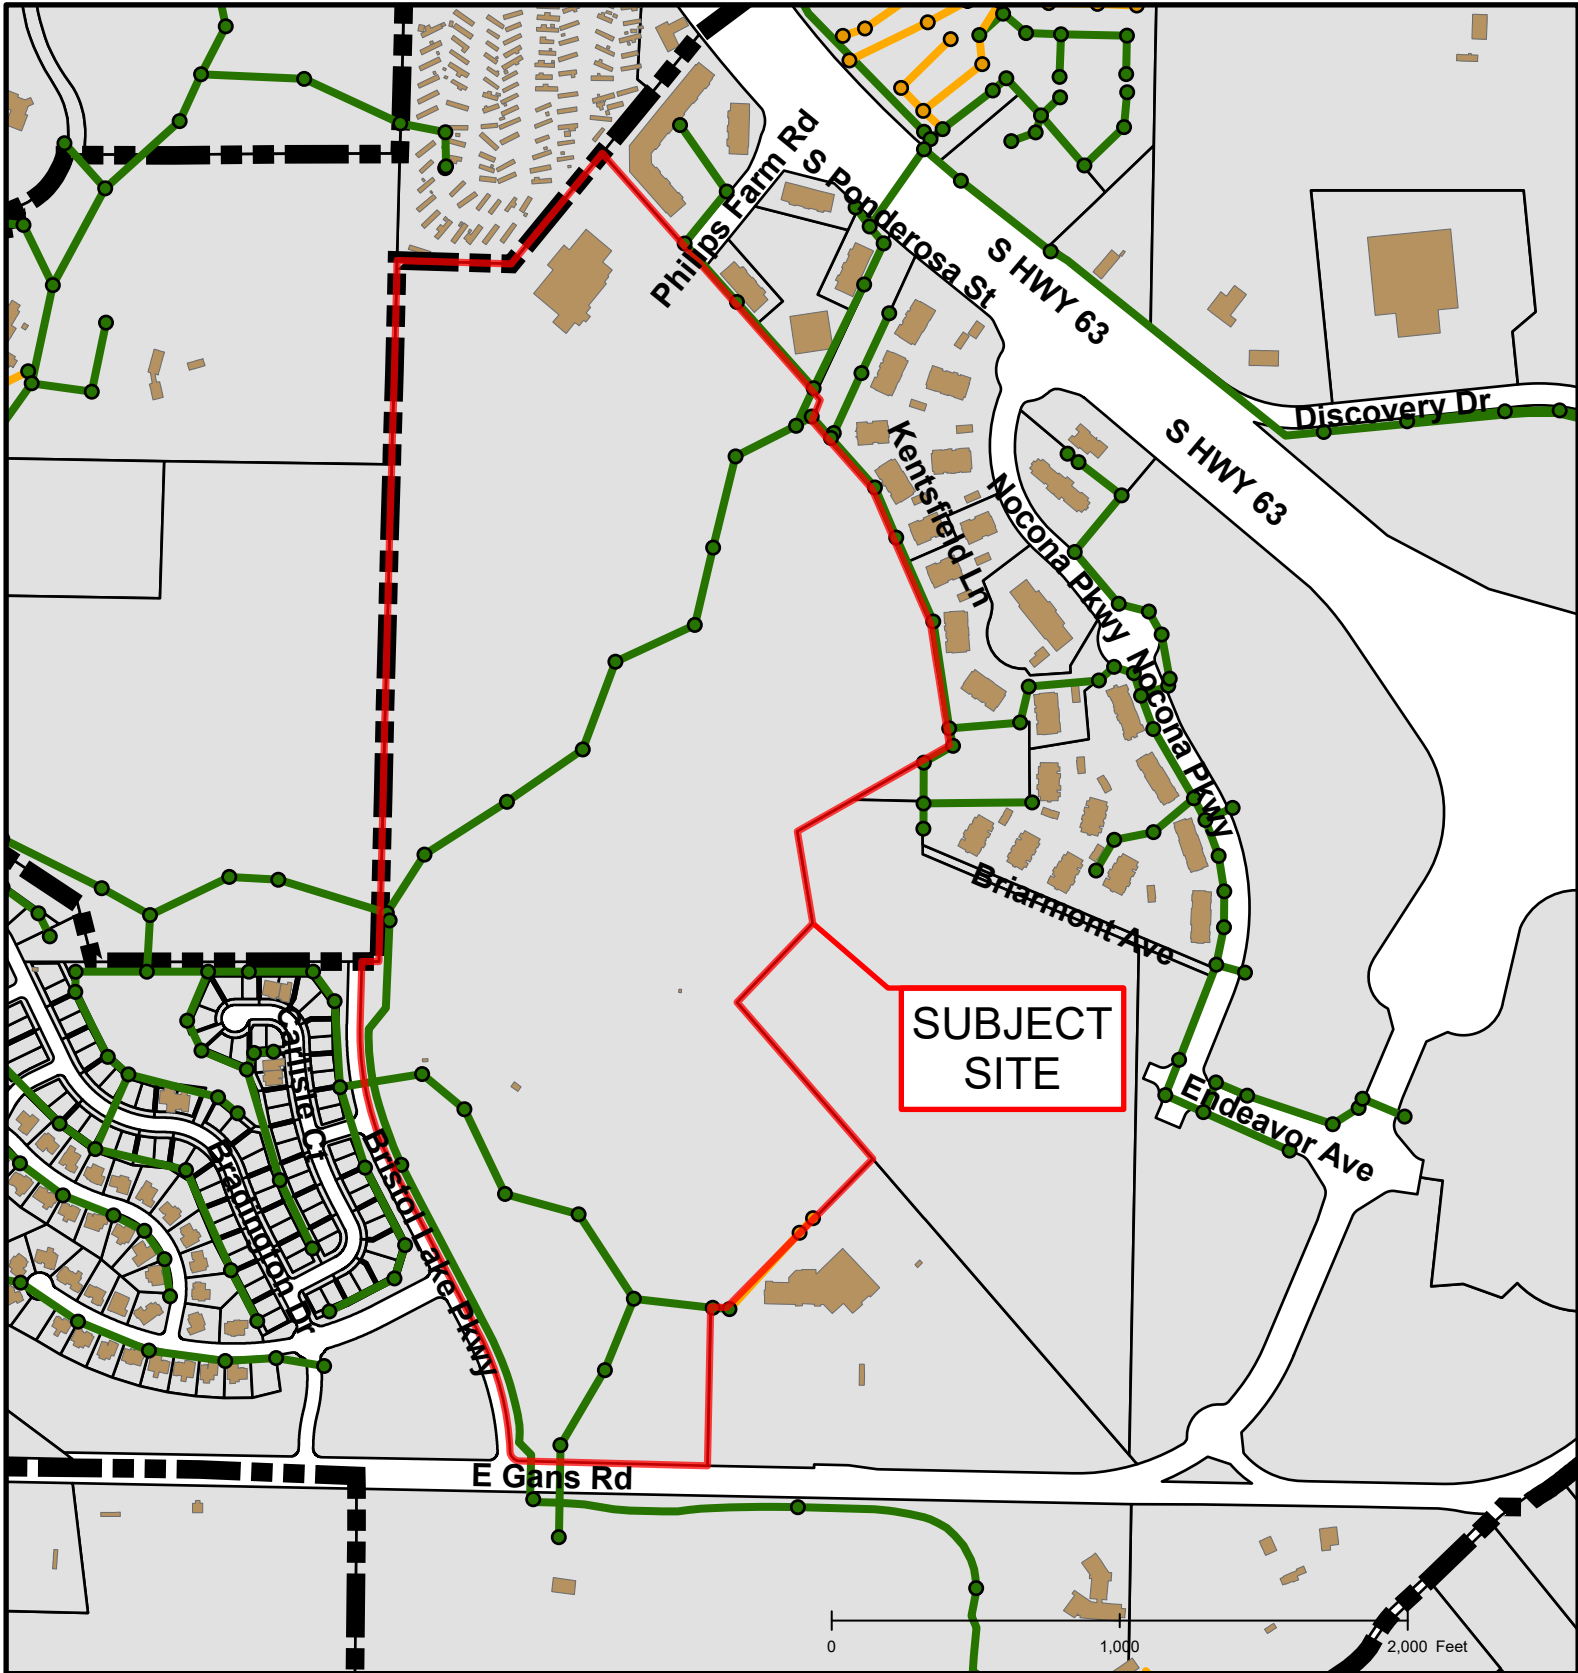 Philips Farm Rd
S Ponderosa St
S HWY 63
S HWY 63
Discovery Dr
Kentsfield Ln
Nocona Pkwy
Nocona Pkwy
Briarmont Ave
SUBJECT
SITE
Endeavor Ave
Carlisle Ct
Bradington Dr
Bristol Lake Pkwy
E Gans Rd
0 1,000 2,000 Feet